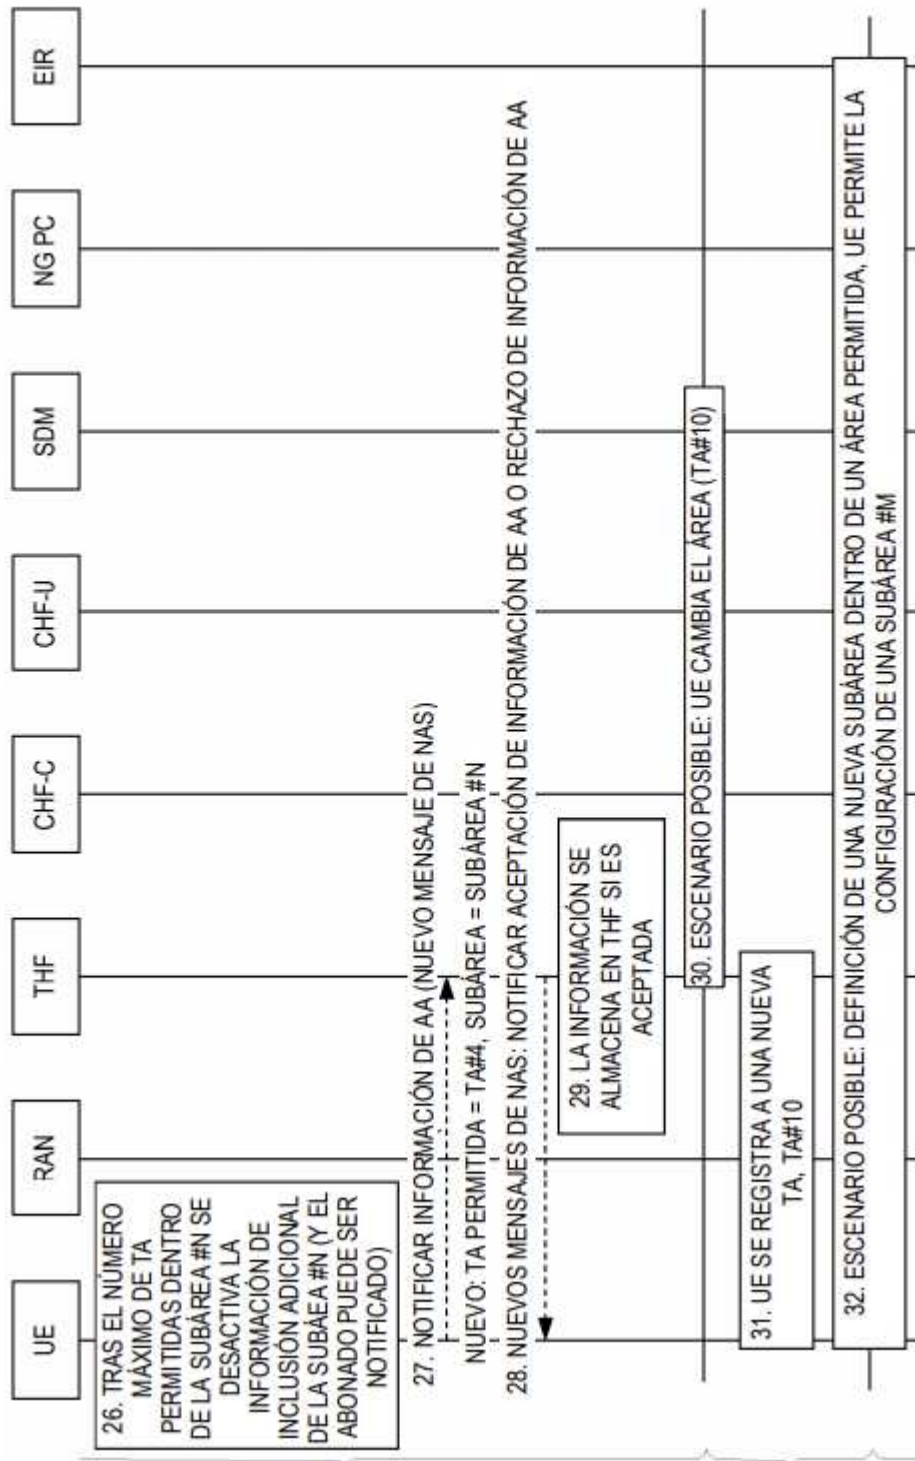 UE
RAN
THF
CHF-C
CHF-U
SDM
NG PC
EIR
26. TRAS EL NÚMERO
MÁXIMO DE TA
PERMITIDAS DENTRO
DE LA SUBÁREA #N SE
DESACTIVA LA
INFORMACIÓN DE
INCLUSIÓN ADICIONAL
DE LA SUBÁEA #N (Y EL
ABONADO PUEDE SER
NOTIFICADO)
27. NOTIFICAR INFORMACIÓN DE AA (NUEVO MENSAJE DE NAS)
NUEVO: TA PERMITIDA = TA#4, SUBÁREA = SUBÁREA #N
28. NUEVOS MENSAJES DE NAS: NOTIFICAR ACEPTACIÓN DE INFORMACIÓN DE AA O RECHAZO DE INFORMACIÓN DE AA
29. LA INFORMACIÓN SE
ALMACENA EN THF SI ES
ACEPTADA
30. ESCENARIO POSIBLE: UE CAMBIA EL ÁREA (TA#10)
31. UE SE REGISTRA A UNA NUEVA
TA, TA#10
32. ESCENARIO POSIBLE: DEFINICIÓN DE UNA NUEVA SUBÁREA DENTRO DE UN ÁREA PERMITIDA, UE PERMITE LA
CONFIGURACIÓN DE UNA SUBÁREA #M